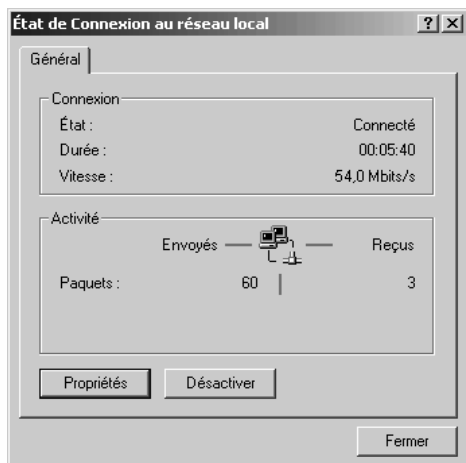 État de Connexion au réseau local
Général
Connexion
État : Connecté
Durée : 00:05:40
Vitesse : 54,0 Mbits/s
Activité
Envoyés Reçus
Paquets : 60 3
Propriétés Désactiver
Fermer